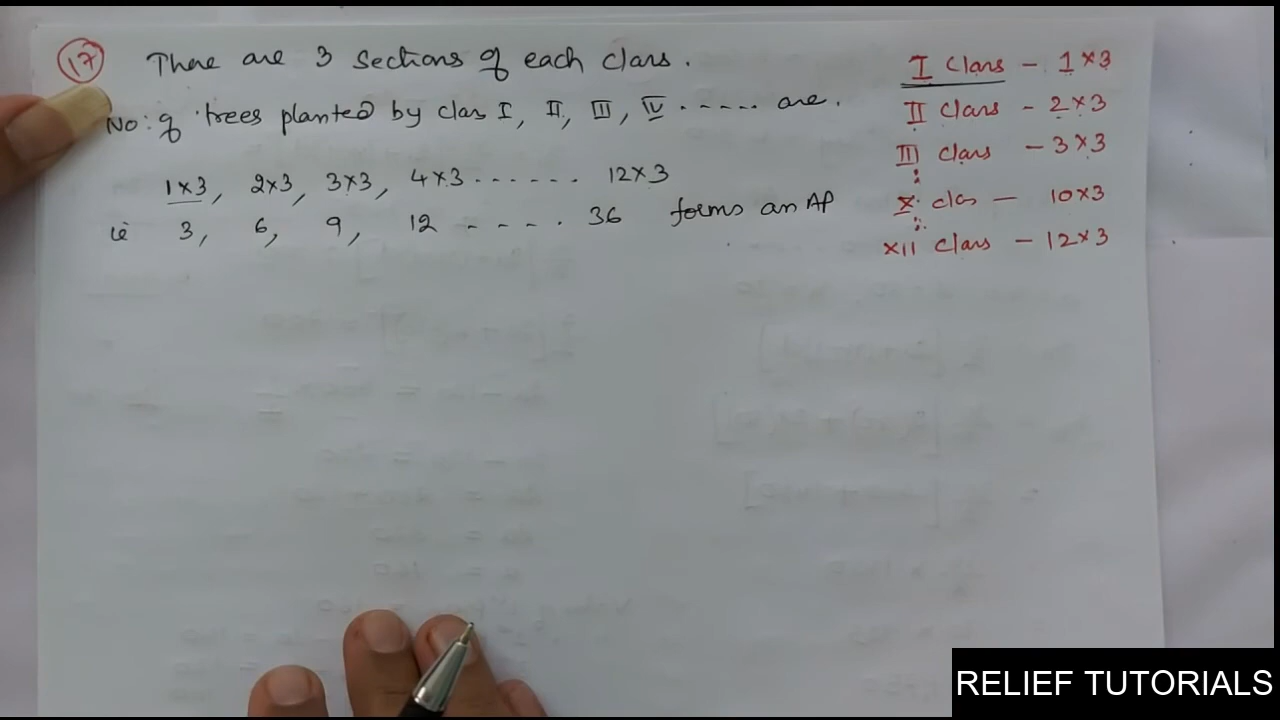 17 There are 3 sections of each class.
No: of trees planted by class I, II, III, IV ...... are.
1×3, 2×3, 3×3, 4×3 ...... 12×3
ie 3, 6, 9, 12 ..... 36 forms an AP
I Class - 1×3
II Class - 2×3
III Class - 3×3
:
X clas - 10×3
:
XII Class - 12×3
RELIEF TUTORIALS